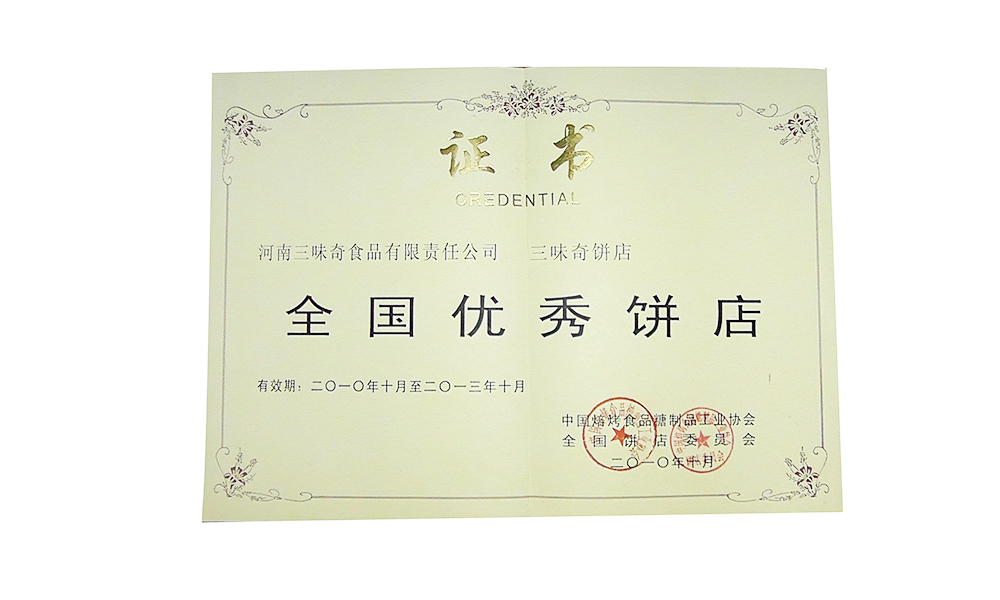 证 书
CREDENTIAL
河南三味奇食品有限责任公司 三味奇饼店
全国优秀饼店
有效期：二〇一〇年十月至二〇一三年十月
中国焙烤食品糖制品工业协会
全国饼店委员会
二〇一〇年十月